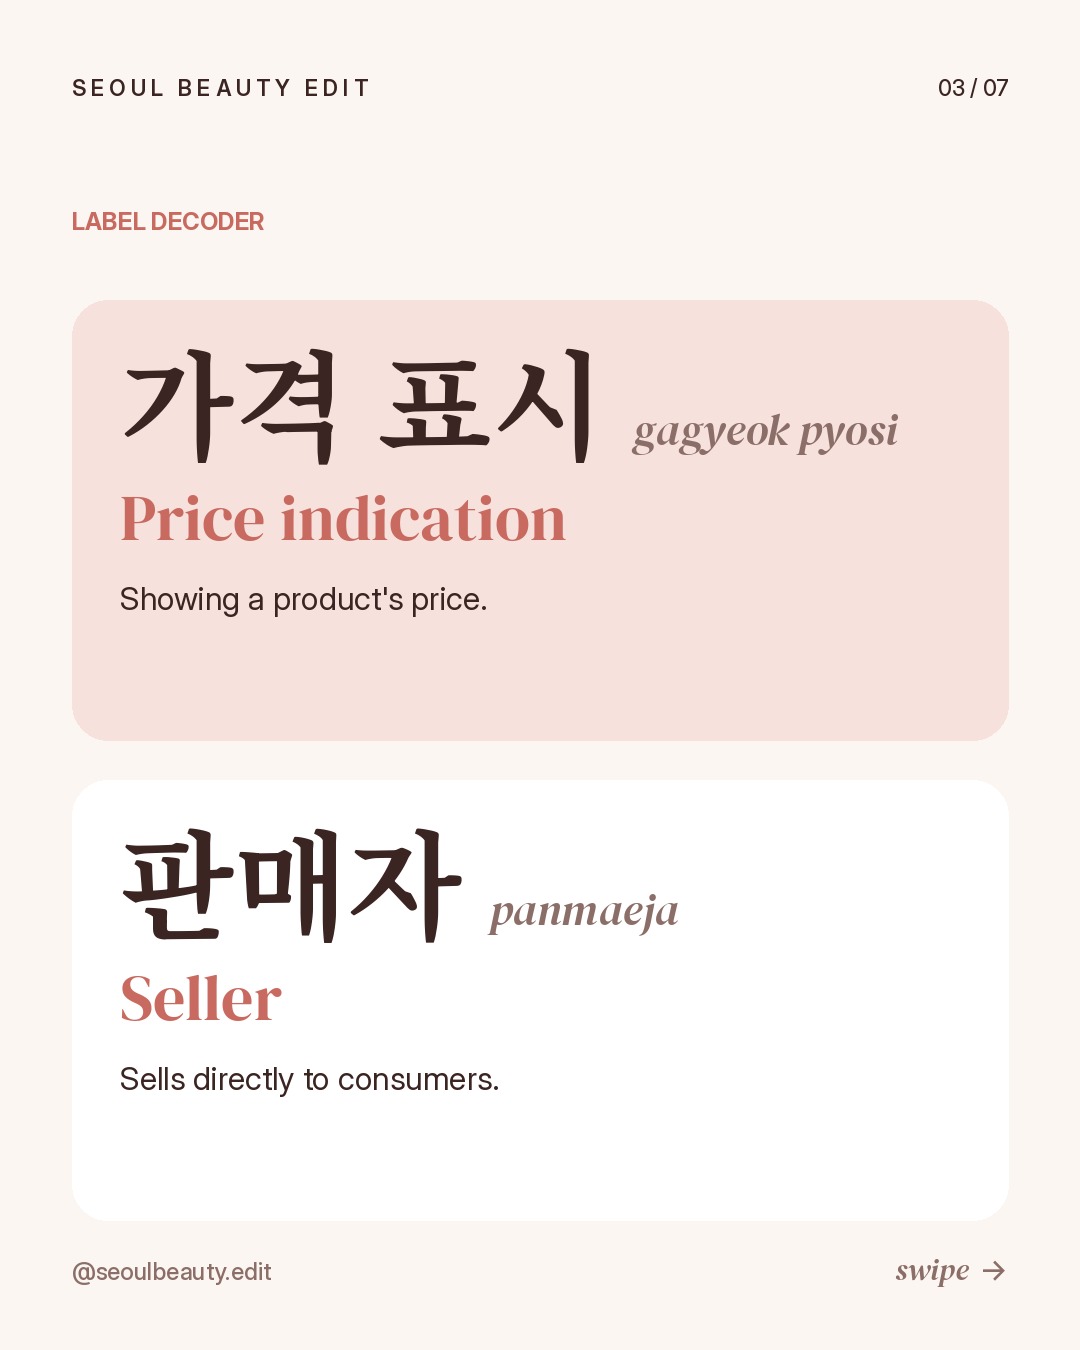 SEOUL BEAUTY EDIT 03 / 07
LABEL DECODER
가격 표시 gagyeok pyosi
Price indication
Showing a product's price.
판매자 panmaeja
Seller
Sells directly to consumers.
@seoulbeauty.edit swipe →